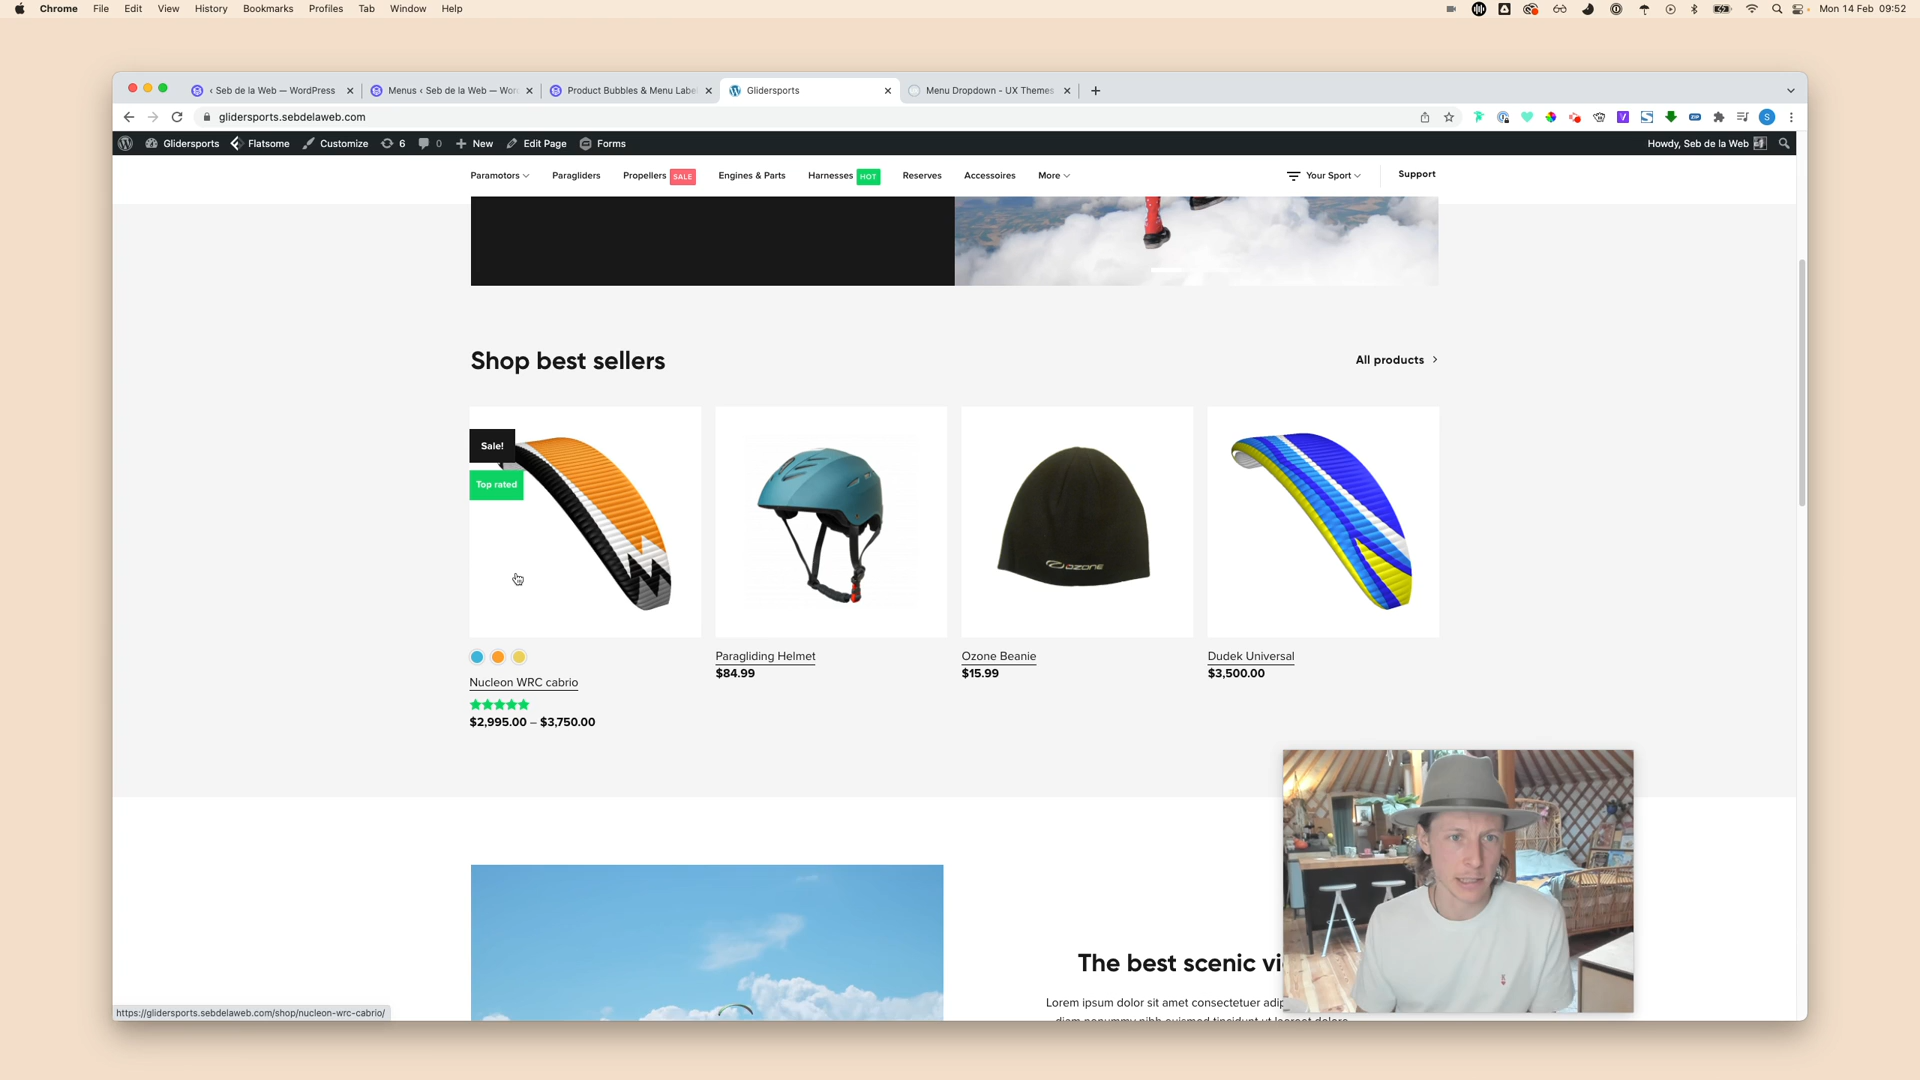 Chrome File Edit View History Bookmarks Profiles Tab Window Help Mon 14 Feb 09:52
‹ Seb de la Web — WordPress Menus ‹ Seb de la Web — Wor Product Bubbles & Menu Labe Glidersports Menu Dropdown - UX Themes
glidersports.sebdelaweb.com
Glidersports Flatsome Customize 6 0 New Edit Page Forms Howdy, Seb de la Web
Paramotors Paragliders Propellers SALE Engines & Parts Harnesses HOT Reserves Accessoires More Your Sport Support
Shop best sellers All products
Sale!
Top rated
OZONE
Nucleon WRC cabrio
$2,995.00 – $3,750.00
Paragliding Helmet
$84.99
Ozone Beanie
$15.99
Dudek Universal
$3,500.00
The best scenic vi
Lorem ipsum dolor sit amet consectetuer adip
https://glidersports.sebdelaweb.com/shop/nucleon-wrc-cabrio/